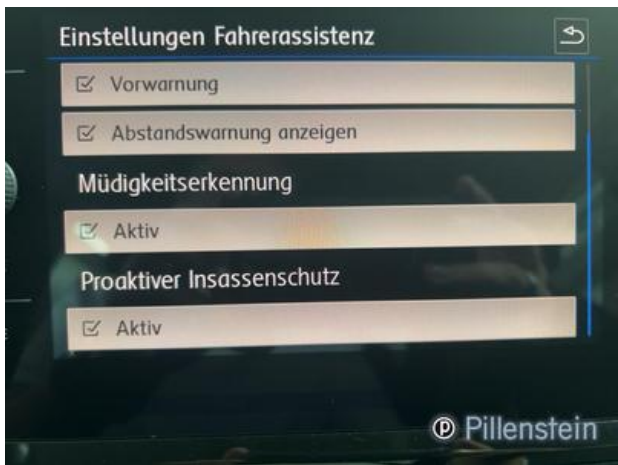 Einstellungen Fahrerassistenz
Vorwarnung
Abstandswarnung anzeigen
Müdigkeitserkennung
Aktiv
Proaktiver Insassenschutz
Aktiv
Pillenstein